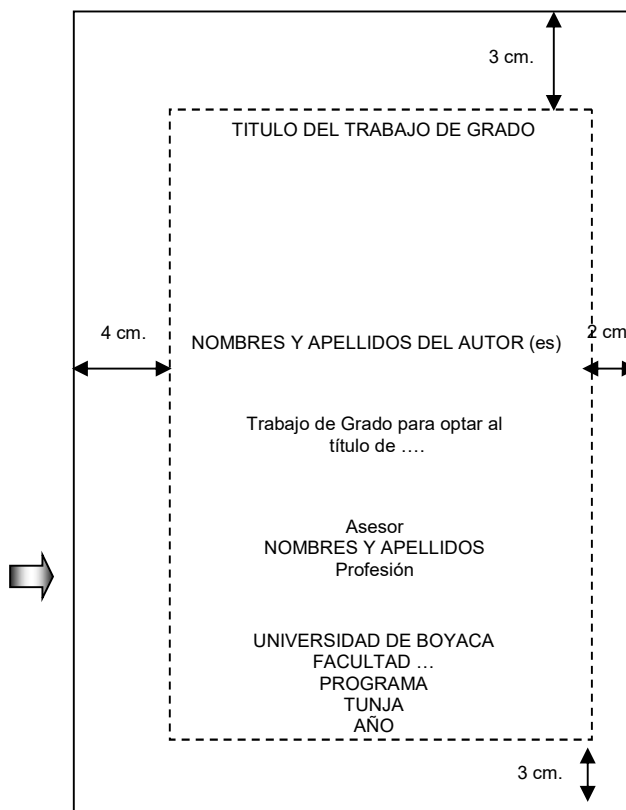 3 cm.
TITULO DEL TRABAJO DE GRADO
4 cm.
NOMBRES Y APELLIDOS DEL AUTOR (es)
2 cm
Trabajo de Grado para optar al
título de ....
Asesor
NOMBRES Y APELLIDOS
Profesión
UNIVERSIDAD DE BOYACA
FACULTAD ...
PROGRAMA
TUNJA
AÑO
3 cm.